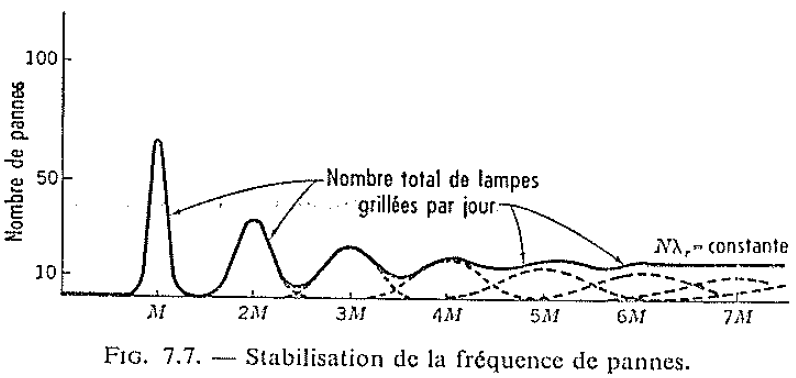 Nombre de pannes
100
50
10
Nombre total de lampes
grillées par jour
Nλr = constante
M 2M 3M 4M 5M 6M 7M
FIG. 7.7. — Stabilisation de la fréquence de pannes.